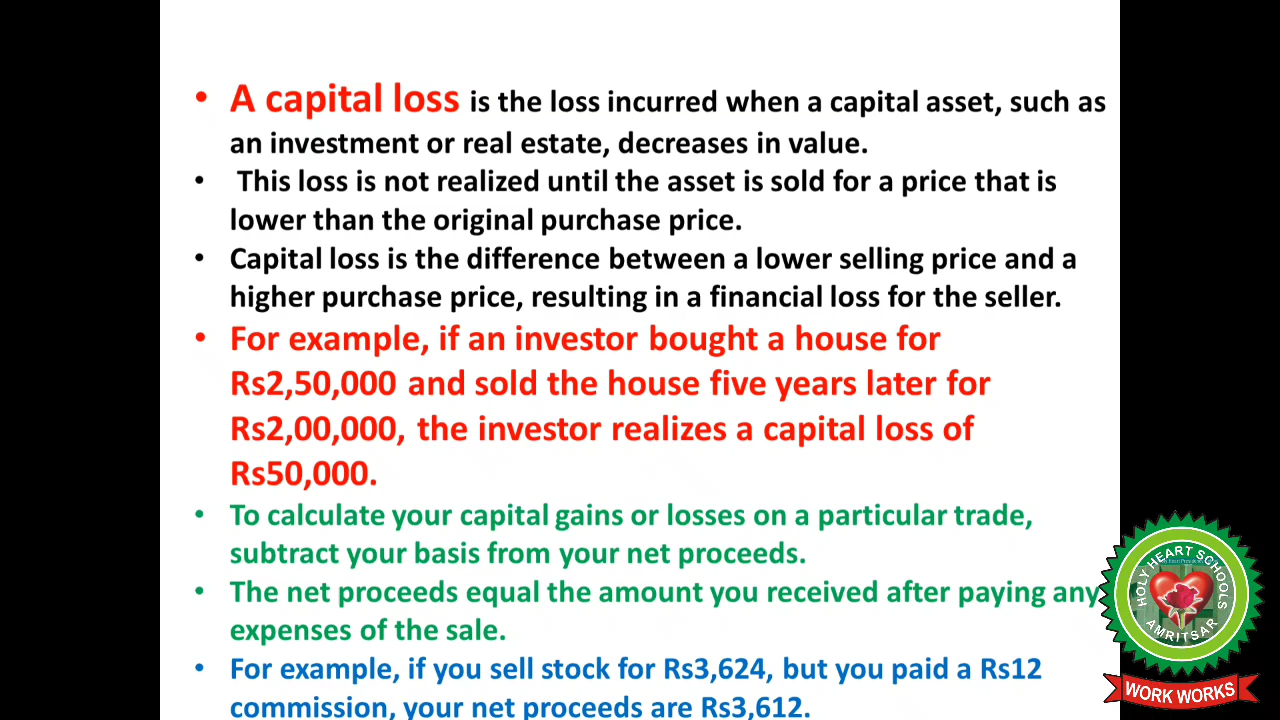 • A capital loss is the loss incurred when a capital asset, such as
an investment or real estate, decreases in value.
• This loss is not realized until the asset is sold for a price that is
lower than the original purchase price.
• Capital loss is the difference between a lower selling price and a
higher purchase price, resulting in a financial loss for the seller.
• For example, if an investor bought a house for
Rs2,50,000 and sold the house five years later for
Rs2,00,000, the investor realizes a capital loss of
Rs50,000.
• To calculate your capital gains or losses on a particular trade,
subtract your basis from your net proceeds.
• The net proceeds equal the amount you received after paying any
expenses of the sale.
• For example, if you sell stock for Rs3,624, but you paid a Rs12
commission, your net proceeds are Rs3,612.
HOLY HEART SCHOOLS
AMRITSAR
WORK WORKS